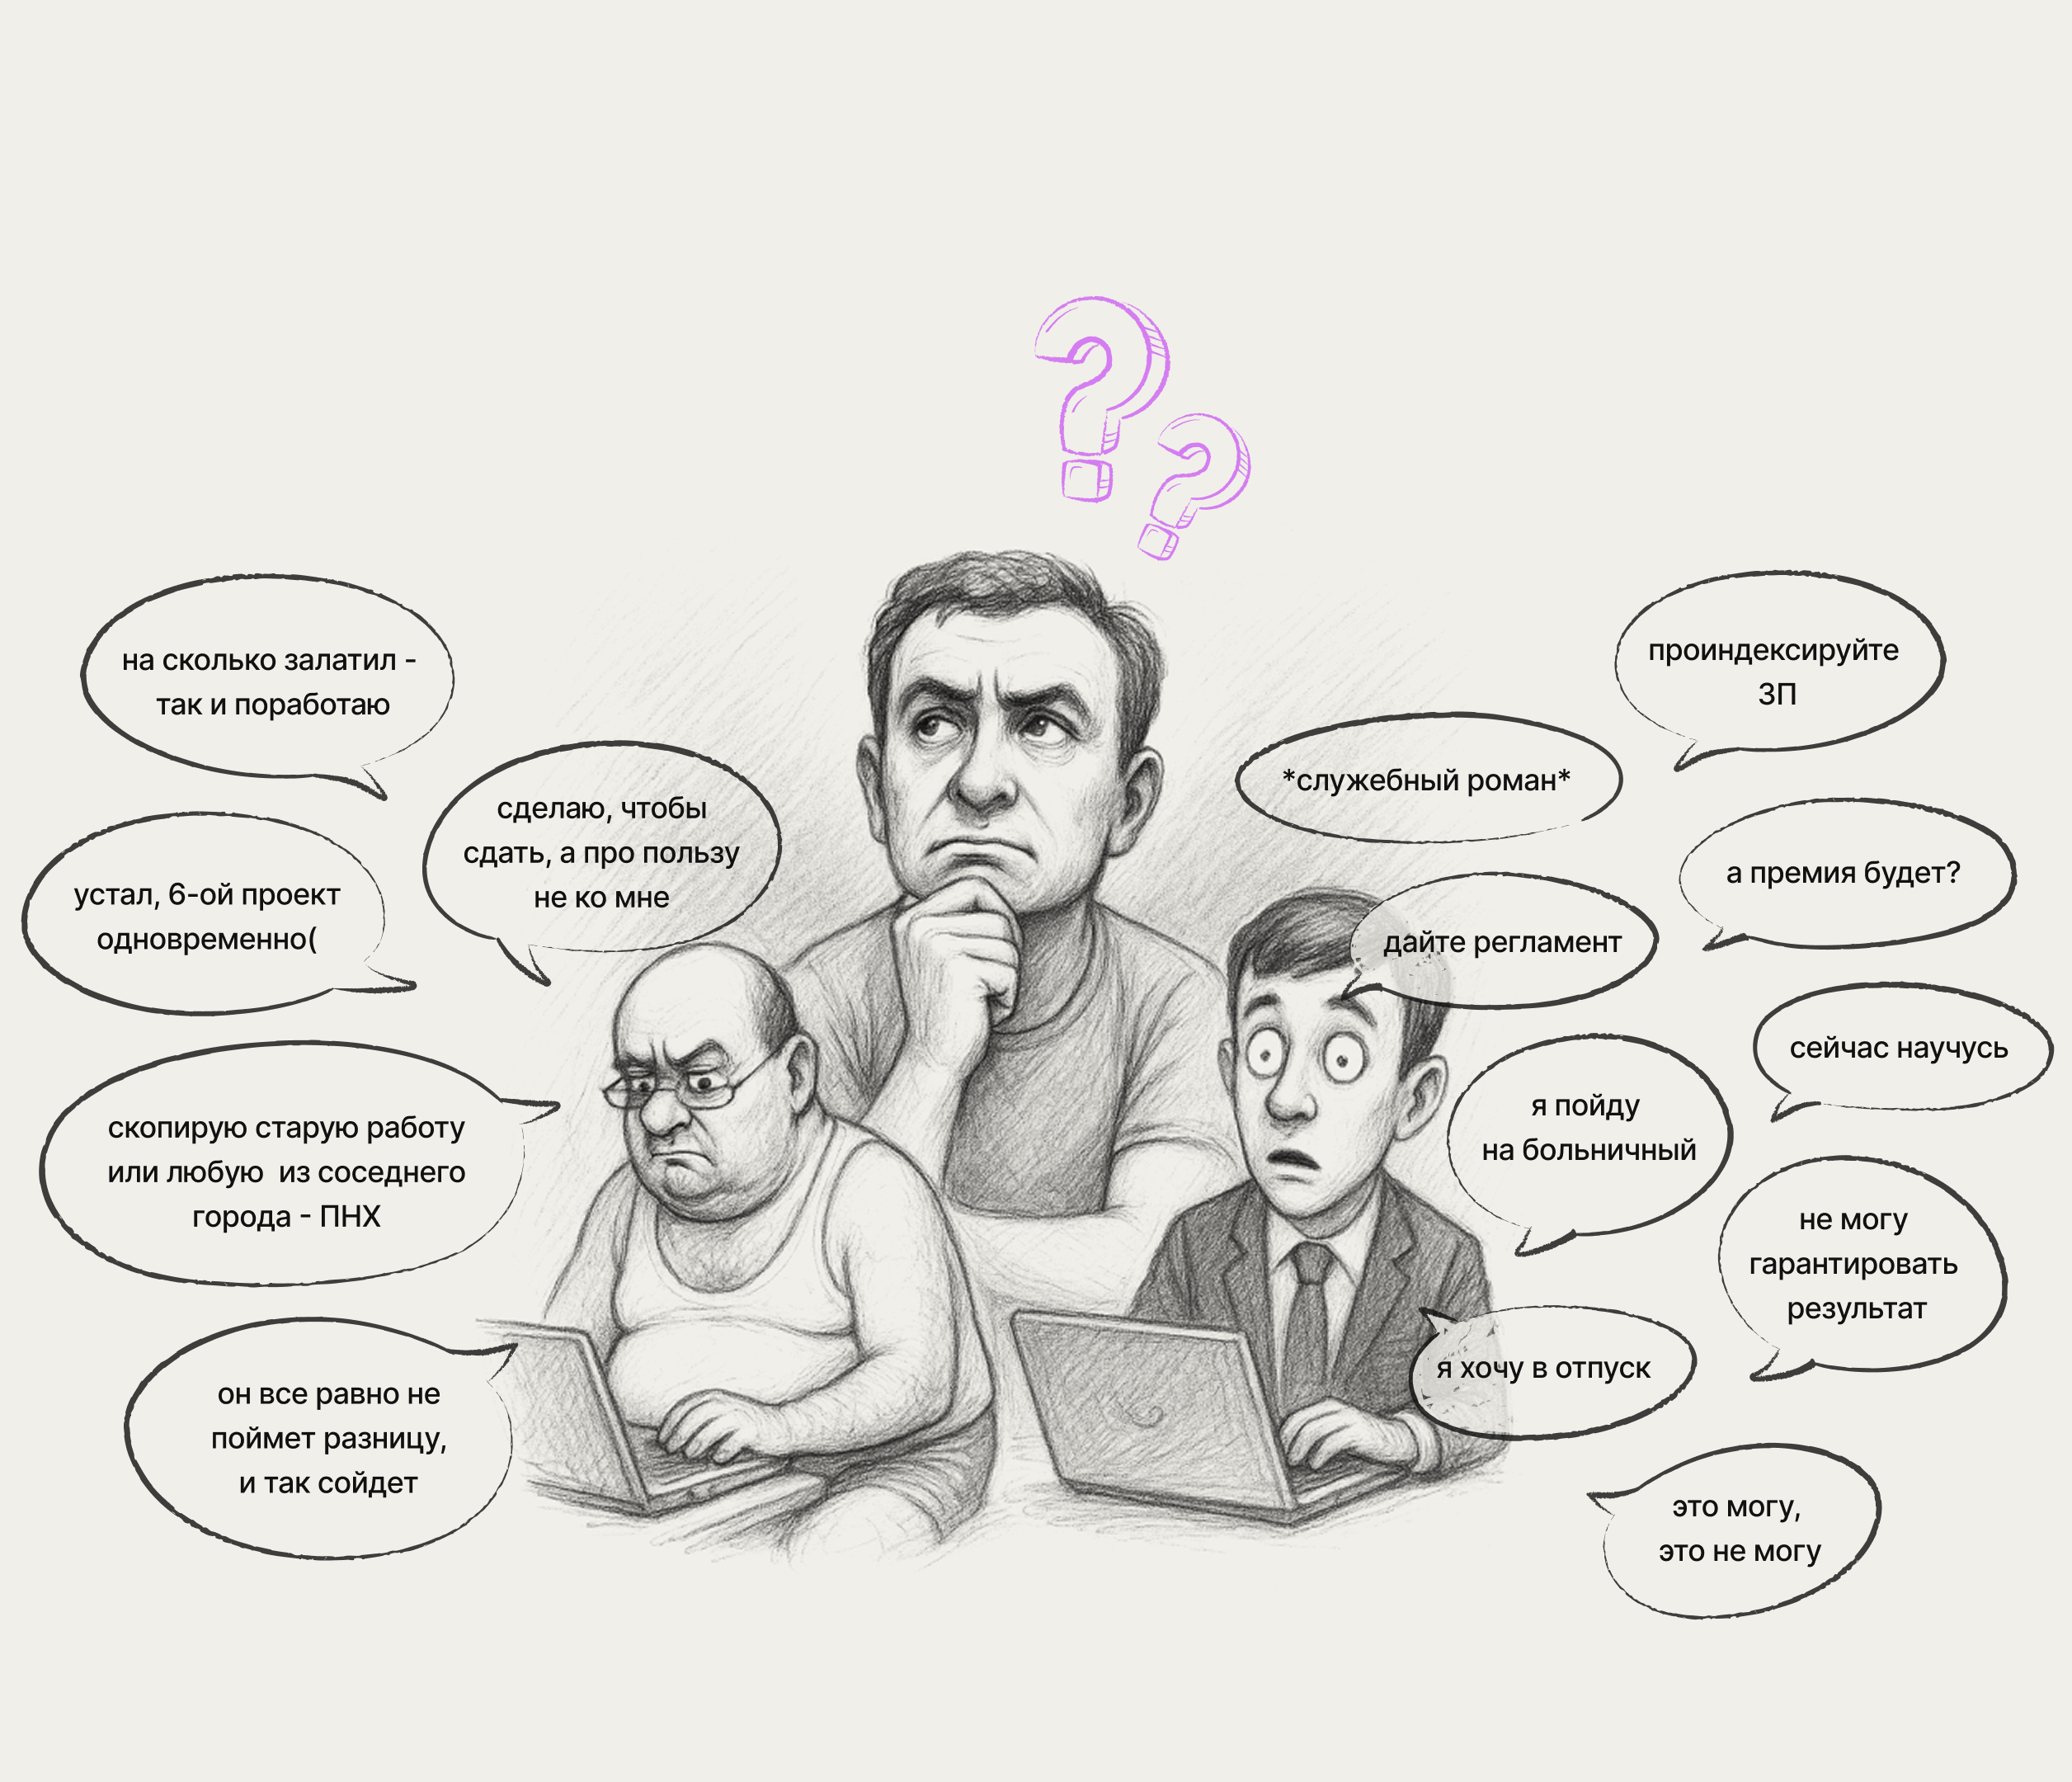 на сколько залатил -
так и поработаю
сделаю, чтобы
сдать, а про пользу
не ко мне
устал, 6-ой проект
одновременно(
скопирую старую работу
или любую  из соседнего
города - ПНХ
он все равно не
поймет разницу,
и так сойдет
проиндексируйте
ЗП
*служебный роман*
а премия будет?
дайте регламент
сейчас научусь
я пойду
на больничный
не могу
гарантировать
результат
я хочу в отпуск
это могу,
это не могу